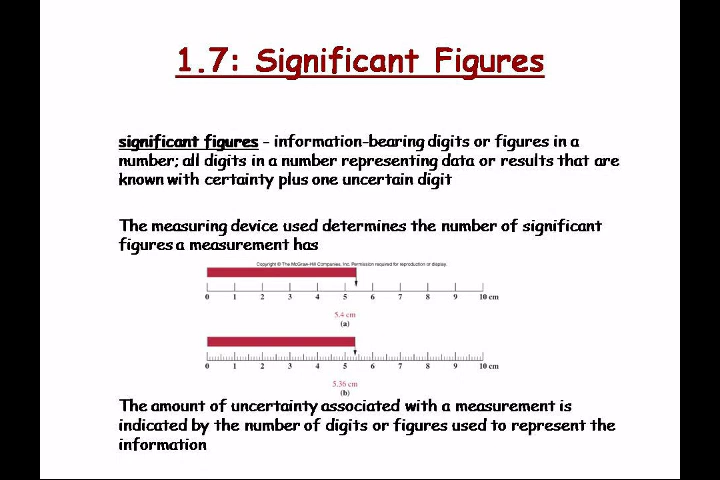 1.7: Significant Figures
significant figures – information-bearing digits or figures in a
number; all digits in a number representing data or results that are
known with certainty plus one uncertain digit
The measuring device used determines the number of significant
figures a measurement has
Copyright © The McGraw-Hill Companies, Inc. Permission required for reproduction or display.
0 1 2 3 4 5 6 7 8 9 10 cm
5.4 cm
(a)
0 1 2 3 4 5 6 7 8 9 10 cm
5.36 cm
(b)
The amount of uncertainty associated with a measurement is
indicated by the number of digits or figures used to represent the
information